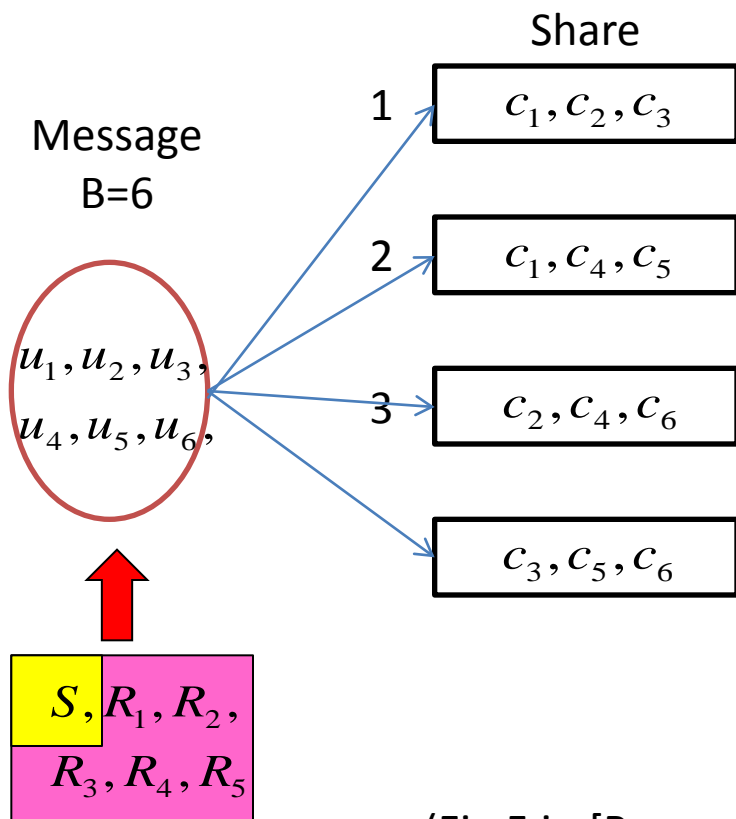 Share
1
c₁, c₂, c₃
Message
B=6
2
c₁, c₄, c₅
u₁, u₂, u₃,
u₄, u₅, u₆,
3
c₂, c₄, c₆
c₃, c₅, c₆
S, R₁, R₂,
R₃, R₄, R₅